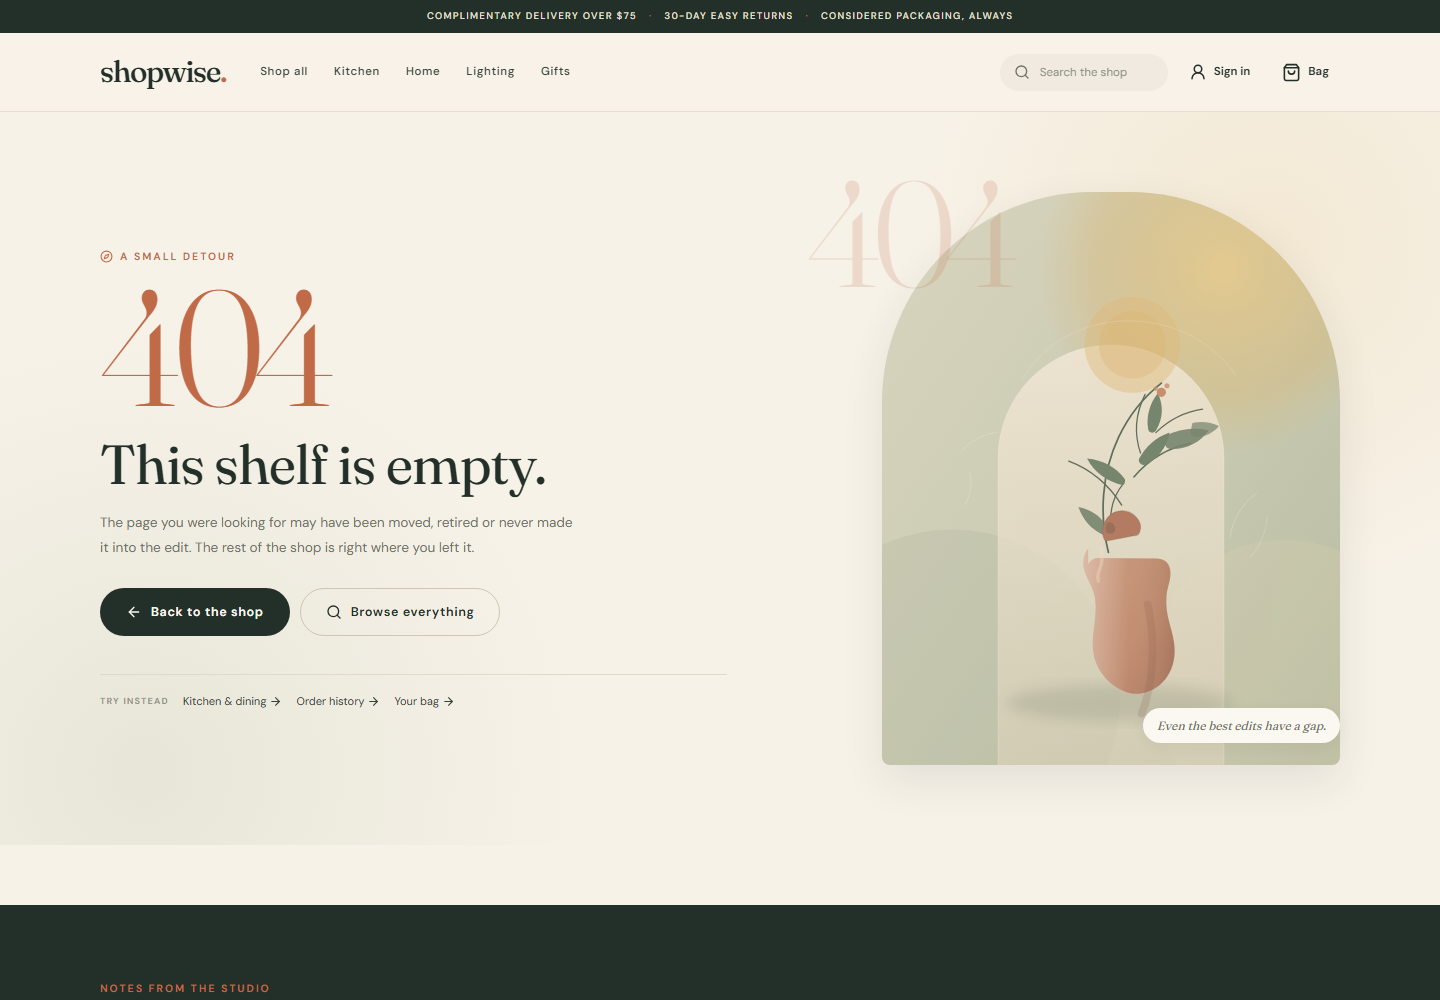 COMPLIMENTARY DELIVERY OVER $75 · 30-DAY EASY RETURNS · CONSIDERED PACKAGING, ALWAYS
shopwise.
Shop all
Kitchen
Home
Lighting
Gifts
Search the shop
Sign in
Bag
A SMALL DETOUR
404
This shelf is empty.
The page you were looking for may have been moved, retired or never made
it into the edit. The rest of the shop is right where you left it.
Back to the shop
Browse everything
TRY INSTEAD
Kitchen & dining
Order history
Your bag
404
Even the best edits have a gap.
NOTES FROM THE STUDIO